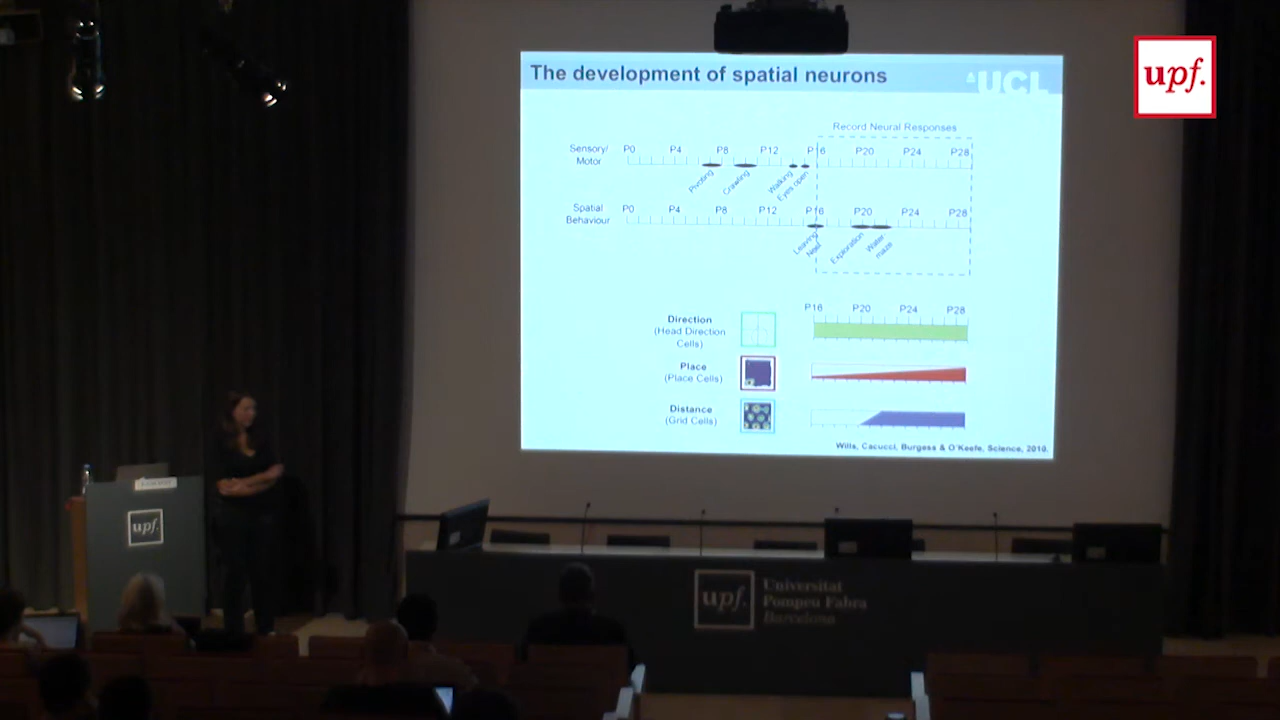 The development of spatial neurons
UCL
upf.
Record Neural Responses
Sensory/
Motor
P0 P4 P8 P12 P16 P20 P24 P28
Pivoting
Crawling
Walking
Eyes open
Spatial
Behaviour
P0 P4 P8 P12 P16 P20 P24 P28
Leaving
Nest
Exploration
Water
maze
P16 P20 P24 P28
Direction
(Head Direction
Cells)
Place
(Place Cells)
Distance
(Grid Cells)
Wills, Cacucci, Burgess & O'Keefe, Science, 2010.
upf.
upf.
Universitat
Pompeu Fabra
Barcelona